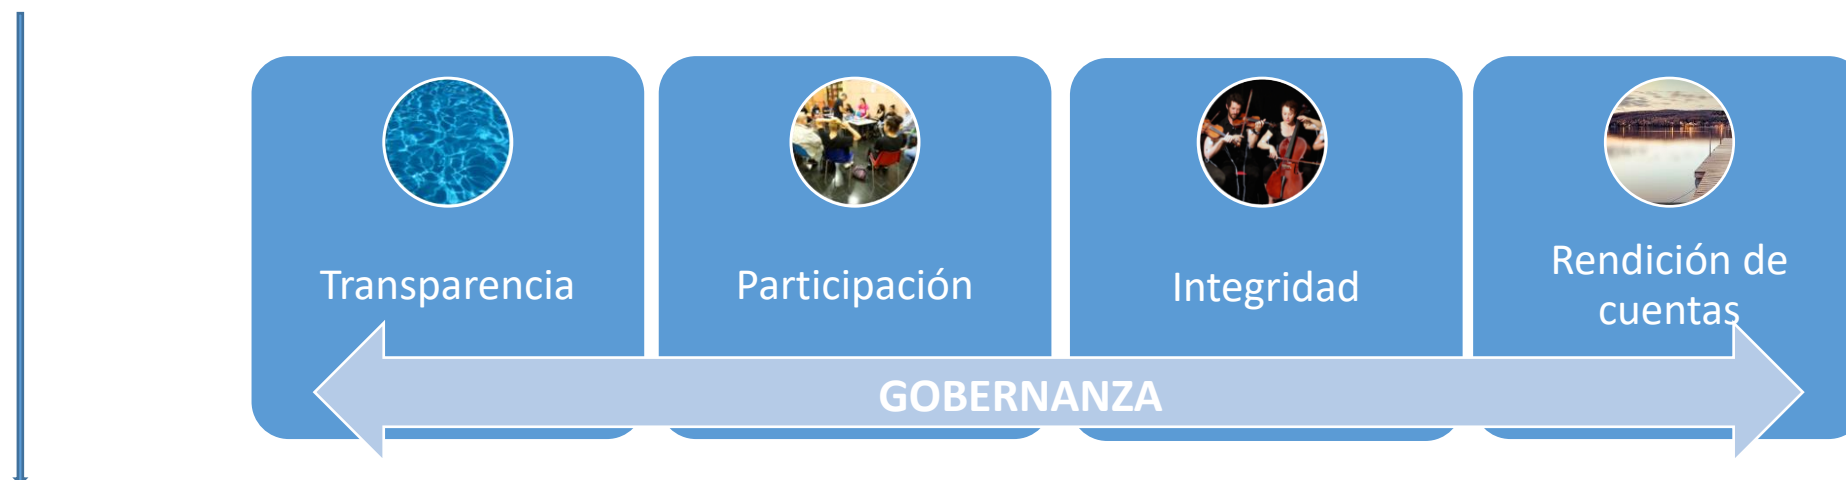 Transparencia
Participación
Integridad
Rendición de
cuentas
GOBERNANZA